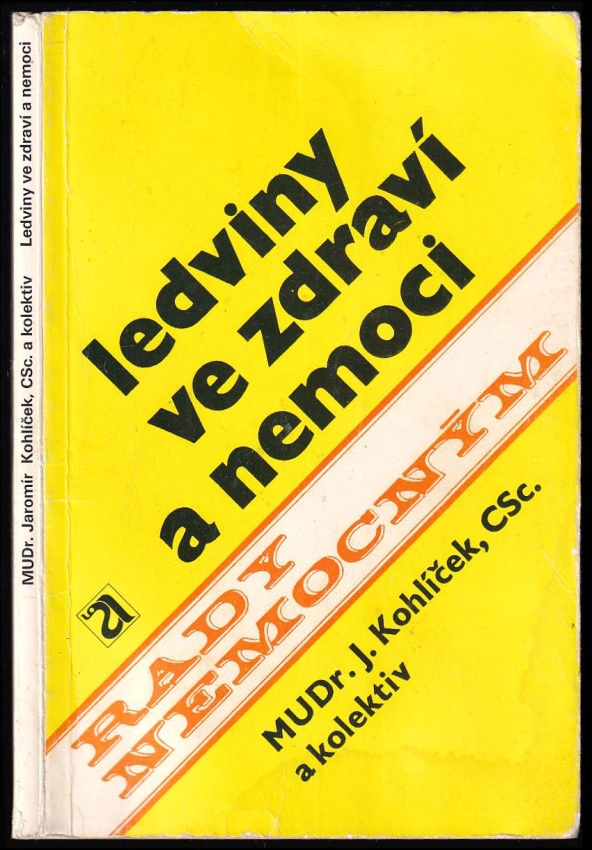 MUDr. Jaromír Kohlíček, CSc. a kolektiv Ledviny ve zdraví a nemoci
ledviny
ve zdraví
a nemoci
RADY
NEMOCNÝM
MUDr. J. Kohlíček, CSc.
a kolektiv